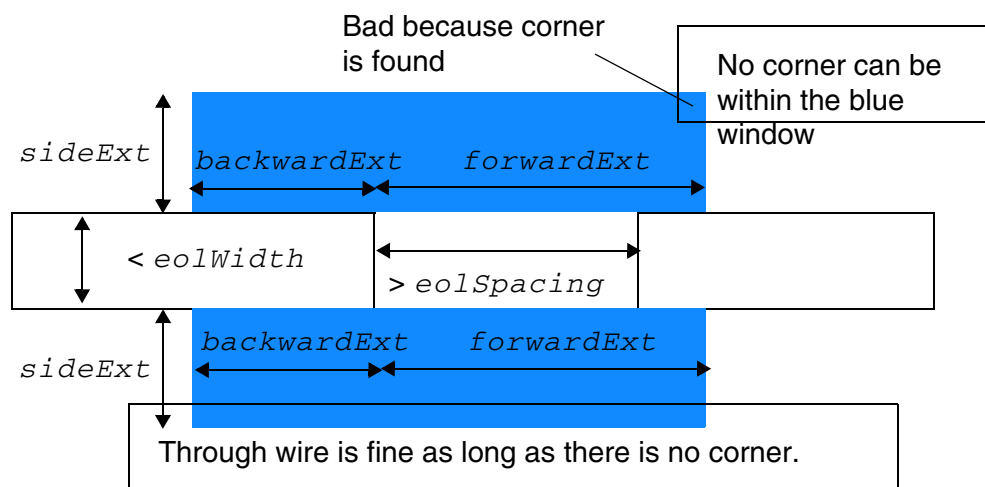 Bad because corner
is found
No corner can be
within the blue
window
sideExt
backwardExt
forwardExt
< eolWidth
> eolSpacing
backwardExt
forwardExt
sideExt
Through wire is fine as long as there is no corner.